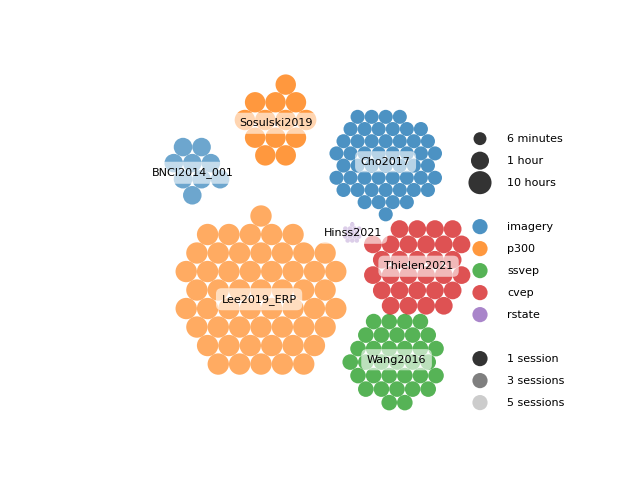 Sosulski2019
Cho2017
BNCI2014_001
Hinss2021
Thielen2021
Lee2019_ERP
Wang2016
6 minutes
1 hour
10 hours
imagery
p300
ssvep
cvep
rstate
1 session
3 sessions
5 sessions